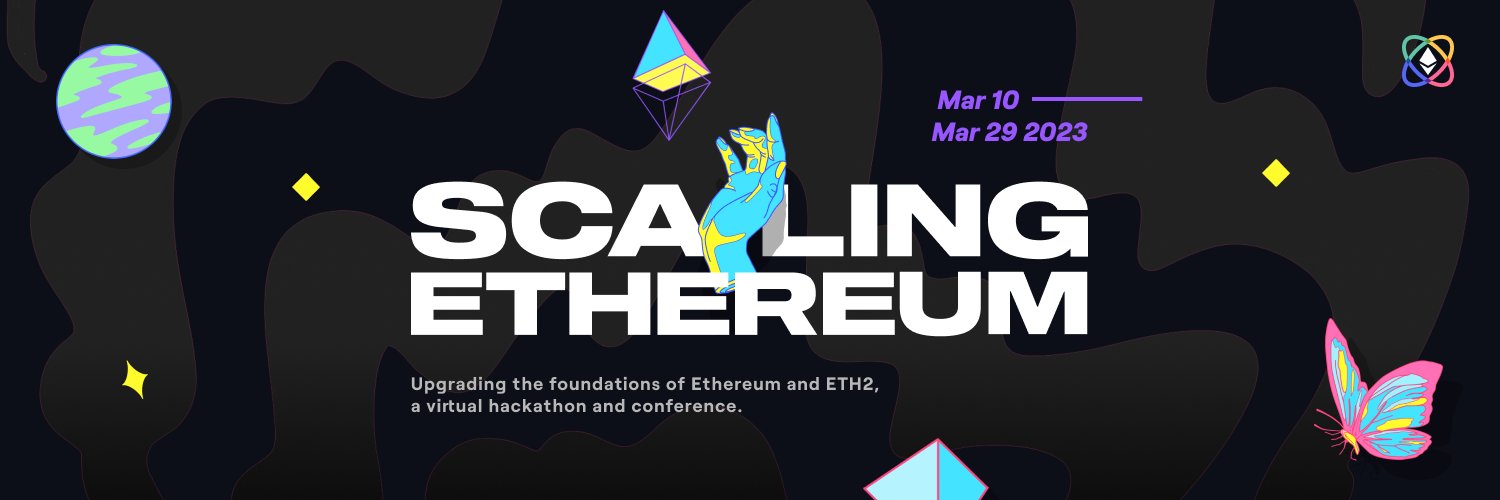 Mar 10
Mar 29 2023
SCALING
ETHEREUM
Upgrading the foundations of Ethereum and ETH2,
a virtual hackathon and conference.